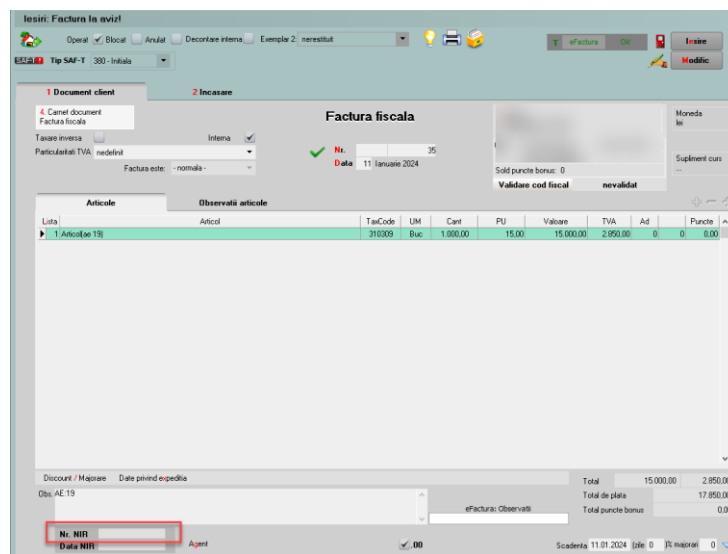 Iesiri: Factura la aviz!
Operat Blocat Anulat Decontare interna Exemplar 2: nerestituit
T eFactura OK
Iesire
SAF-T Tip SAF-T 380 - Initiala
Modific
1 Document client 2 Incasare
4. Carnet document
Factura fiscala
Factura fiscala
Moneda
lei
Taxare inversa Interna
Particularitati TVA nedefinit
Nr. 35
Data 11 Ianuarie 2024
Factura este: - normala -
Supliment curs
...
Sold puncte bonus: 0
Validare cod fiscal nevalidat
Articole Observatii articole
Lista Articol TaxCode UM Cant PU Valoare TVA Ad Puncte
1 Articol(ae 19) 310309 Buc 1.000,00 15,00 15.000,00 2.850,00 0 0 0,00
Discount / Majorare Date privind expeditia
Total 15.000,00 2.850,00
Obs. AE:19
Total de plata 17.850,00
eFactura: Observatii
Total puncte bonus 0,0
Nr. NIR
Data NIR
Agent
.00
Scadenta 11.01.2024 (zile 0 )% majorari 0